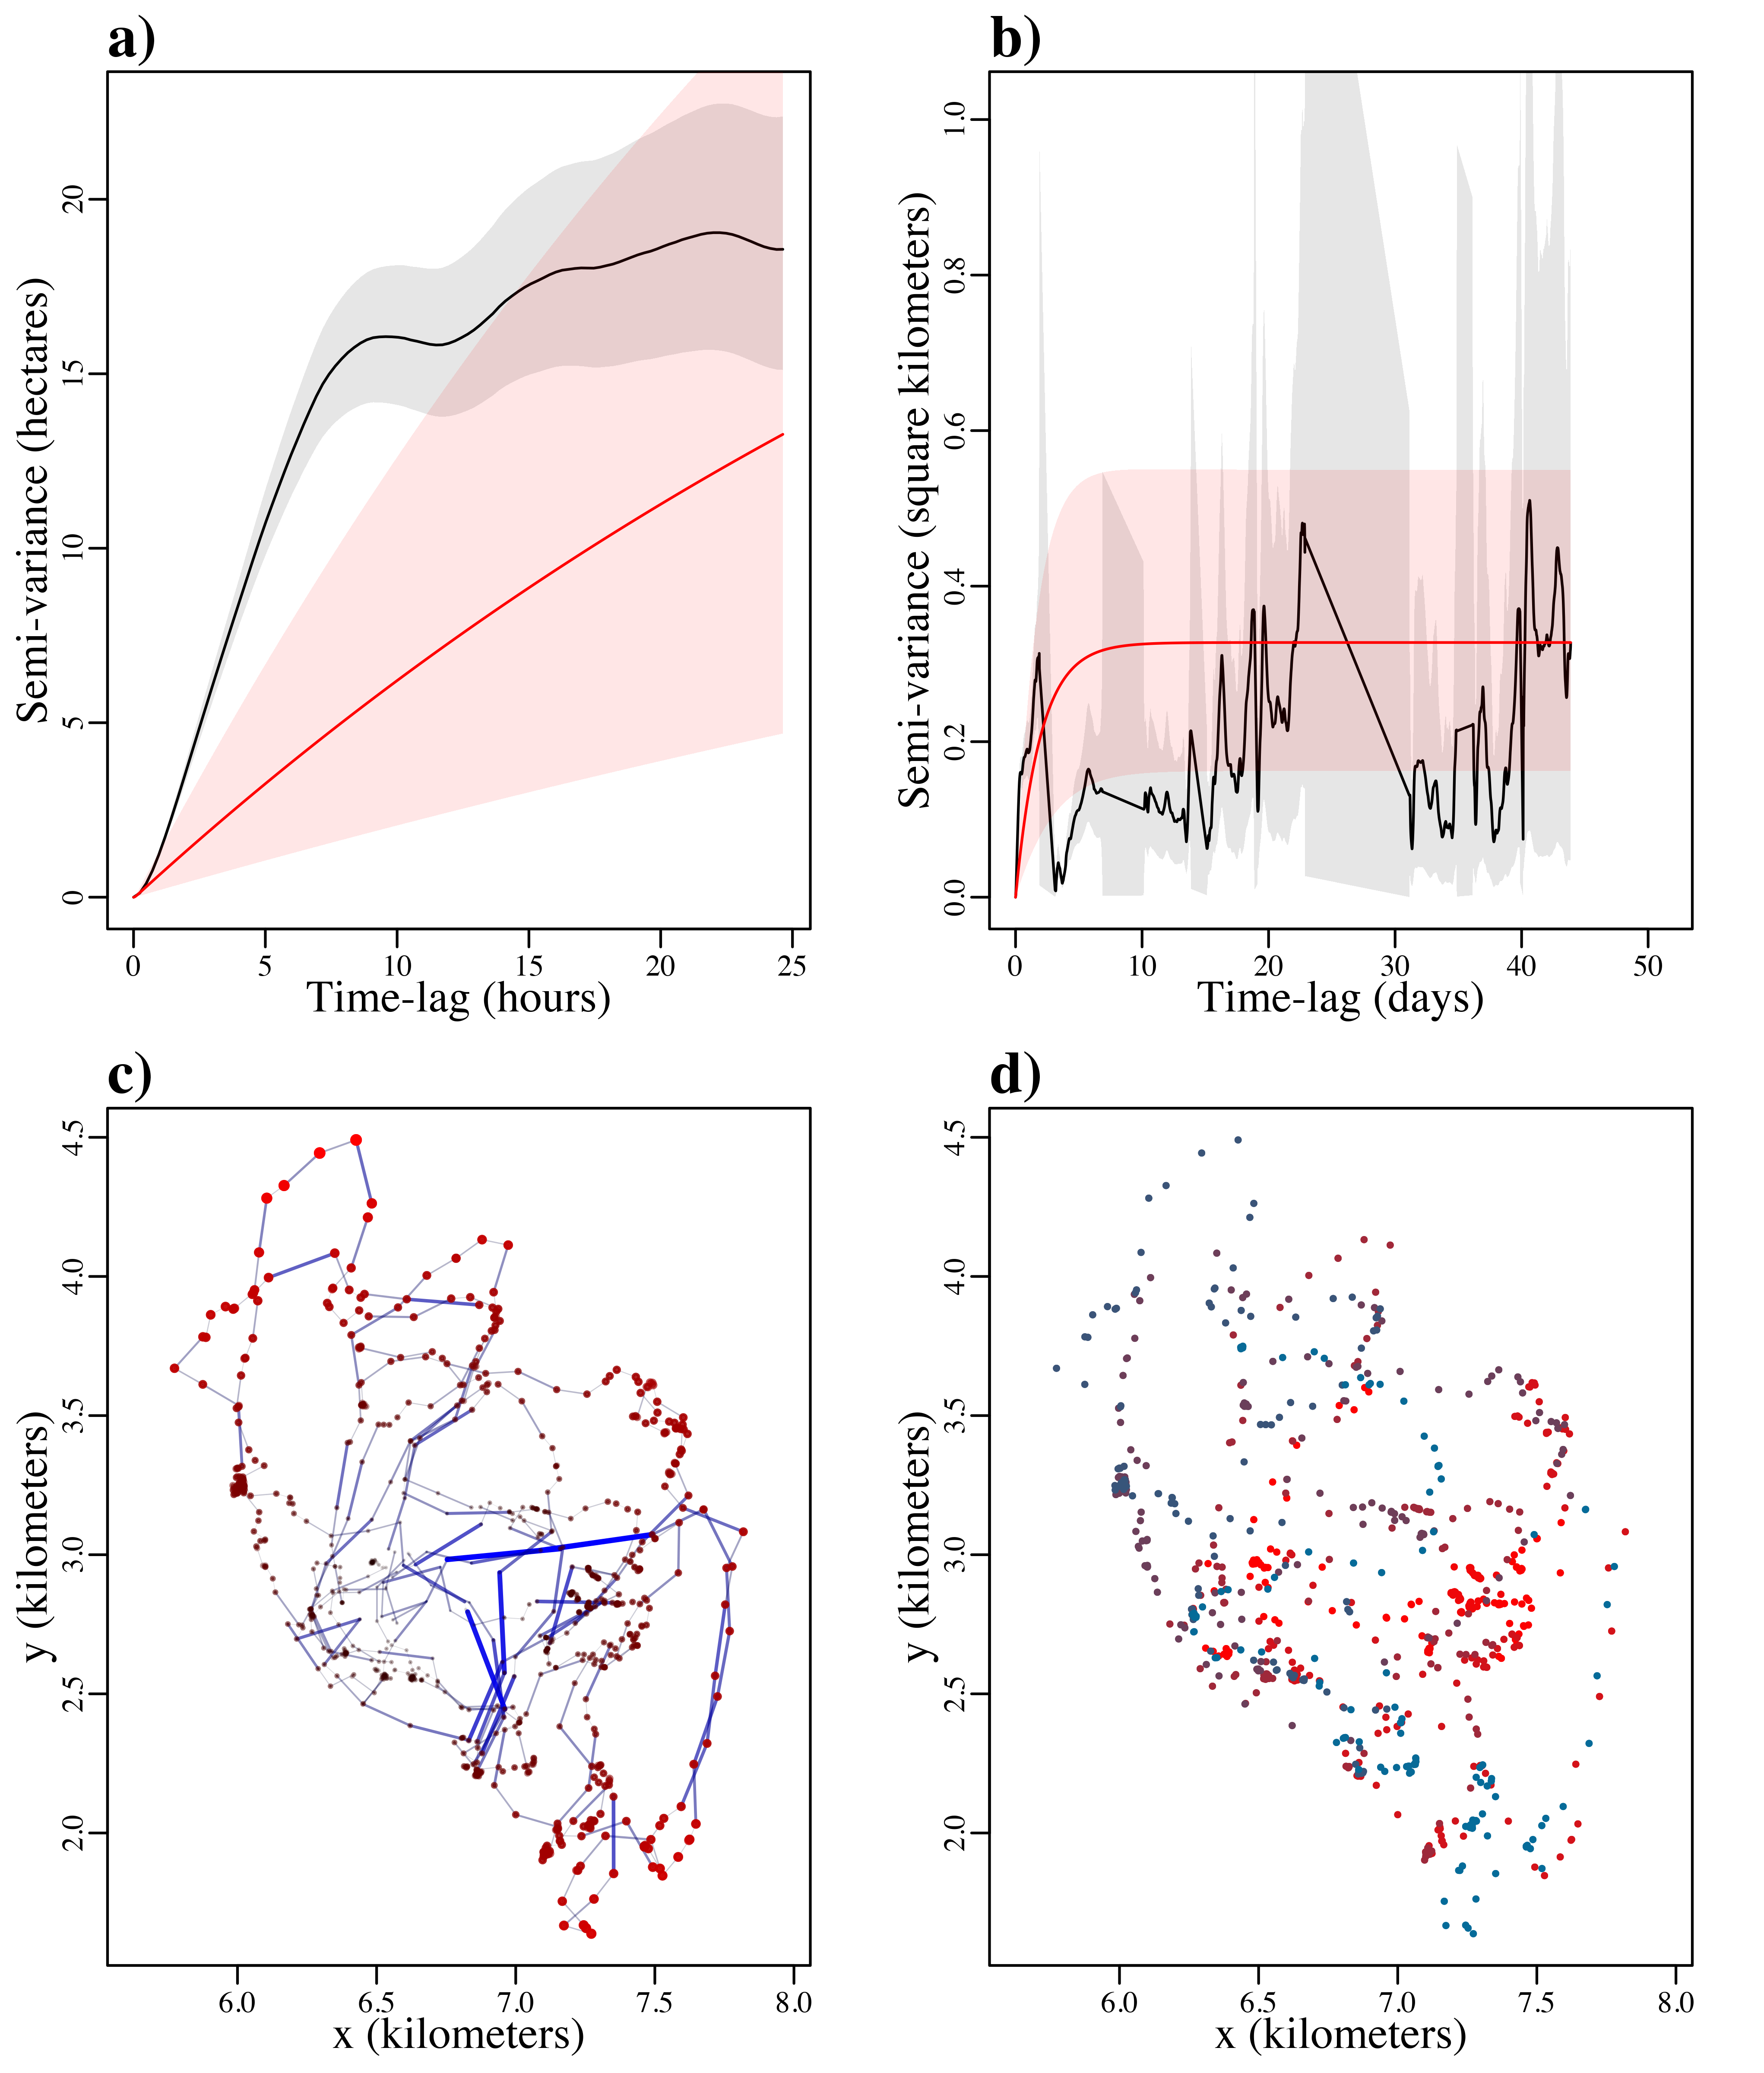 a)
Semi-variance (hectares)
20
15
10
5
0
0 5 10 15 20 25
Time-lag (hours)
b)
Semi-variance (square kilometers)
1.0
0.8
0.6
0.4
0.2
0.0
0 10 20 30 40 50
Time-lag (days)
c)
y (kilometers)
4.5
4.0
3.5
3.0
2.5
2.0
6.0 6.5 7.0 7.5 8.0
x (kilometers)
d)
y (kilometers)
4.5
4.0
3.5
3.0
2.5
2.0
6.0 6.5 7.0 7.5 8.0
x (kilometers)